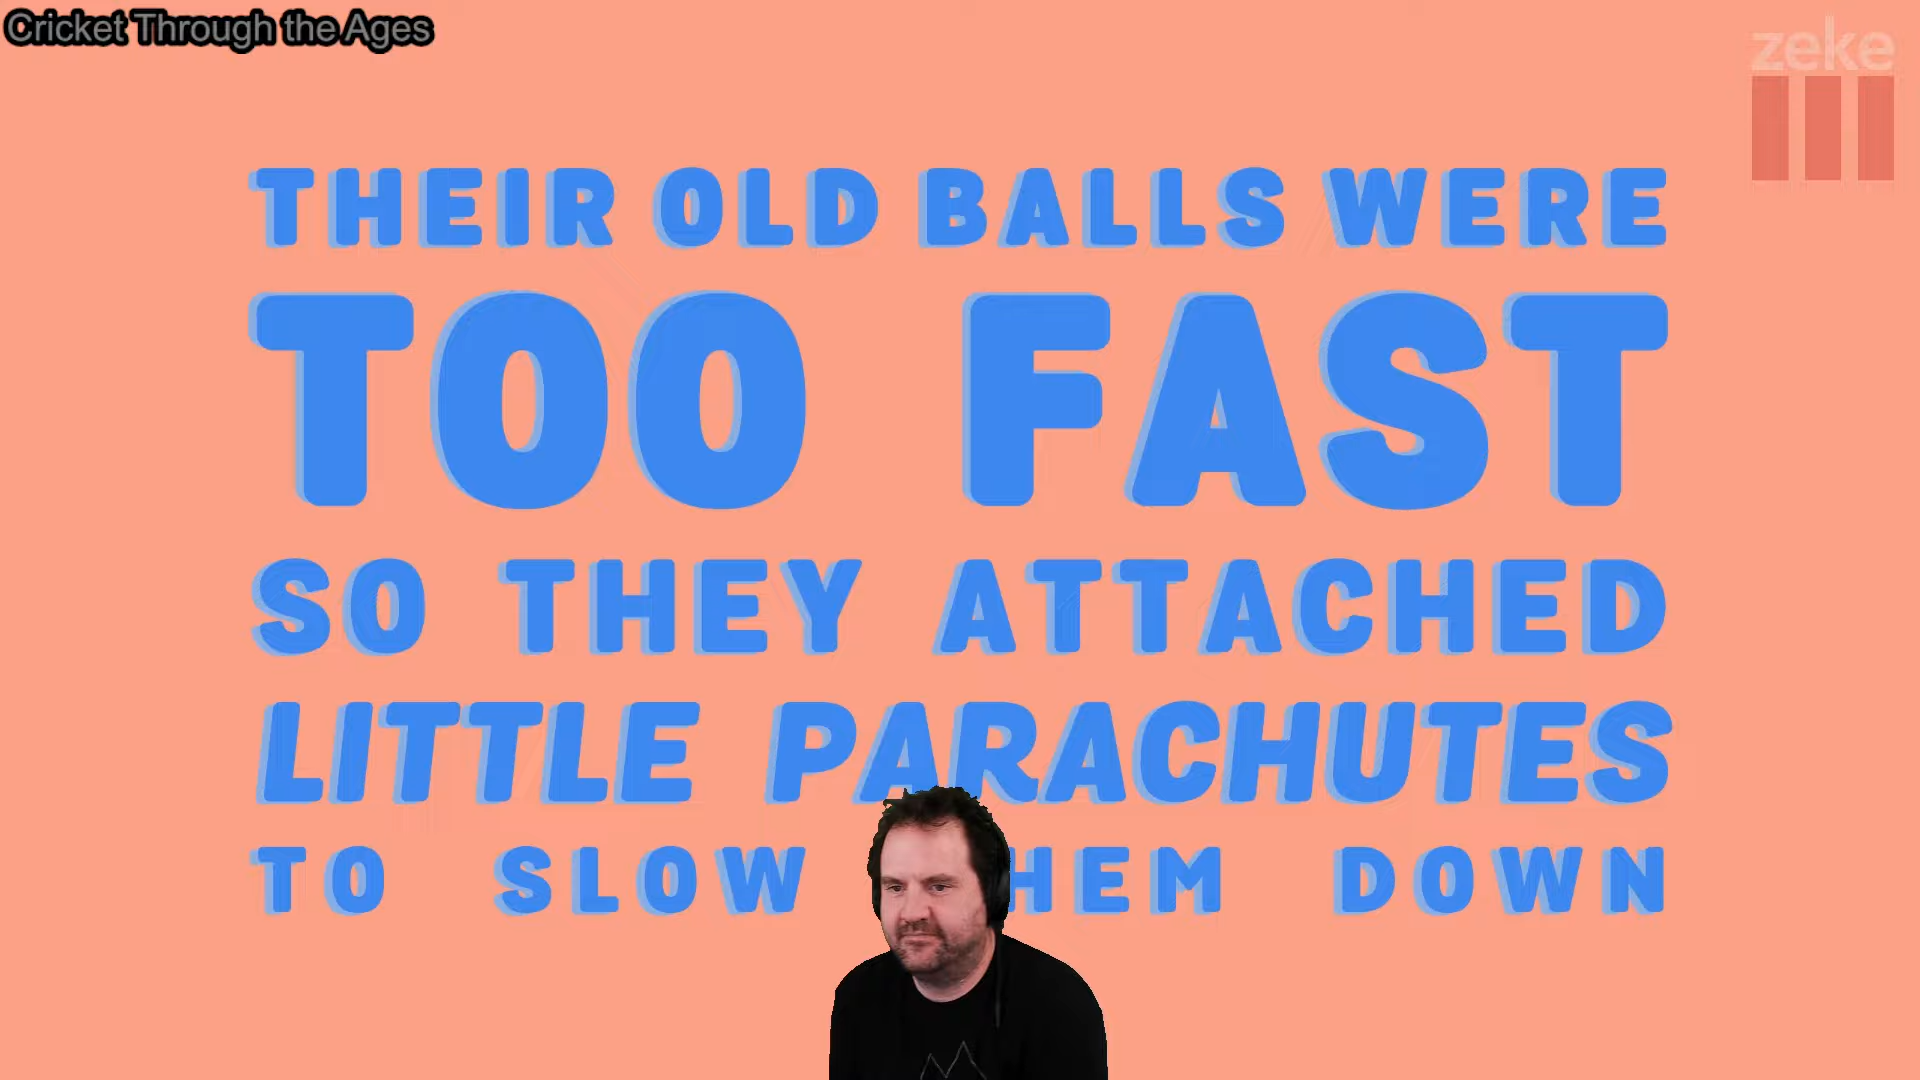 Cricket Through the Ages
zeke
THEIR OLD BALLS WERE
TOO FAST
SO THEY ATTACHED
LITTLE PARACHUTES
TO SLOW THEM DOWN